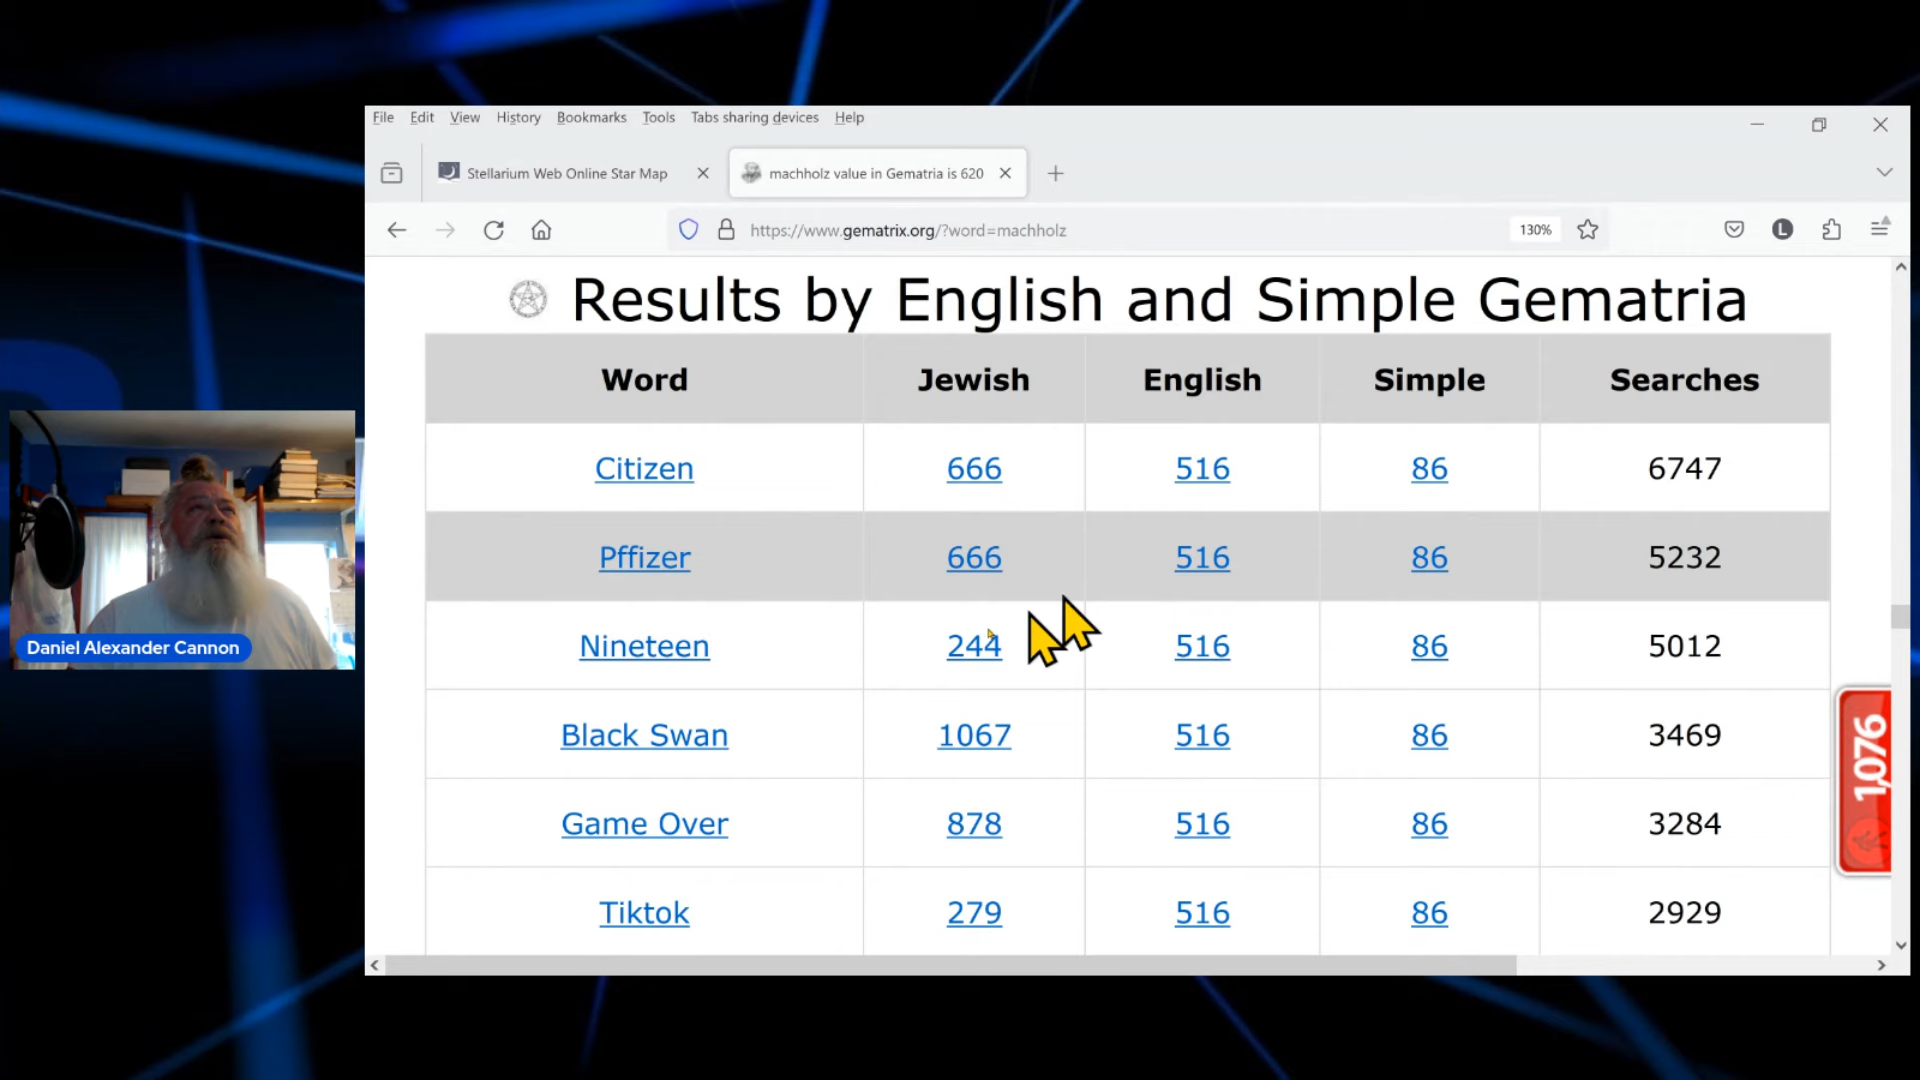 File Edit View History Bookmarks Tools Tabs sharing devices Help
Stellarium Web Online Star Map
machholz value in Gematria is 620
https://www.gematrix.org/?word=machholz
130%
L
Results by English and Simple Gematria
Word Jewish English Simple Searches
Citizen 666 516 86 6747
Pffizer 666 516 86 5232
Nineteen 244 516 86 5012
Black Swan 1067 516 86 3469
Game Over 878 516 86 3284
Tiktok 279 516 86 2929
Daniel Alexander Cannon
1,076